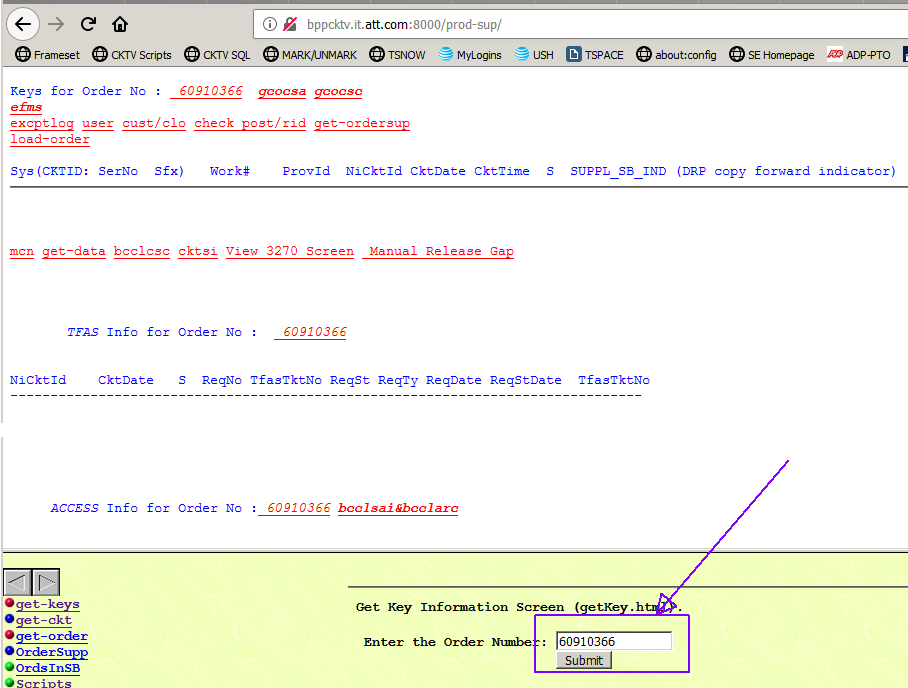 bppcktv.it.att.com:8000/prod-sup/
Frameset CKTV Scripts CKTV SQL MARK/UNMARK TSNOW MyLogins USH TSPACE about:config SE Homepage ADP ADP-PTO
Keys for Order No : 60910366 gcocsa gcocsc
efms
excptlog user cust/clo check post/rid get-ordersup
load-order
Sys(CKTID: SerNo Sfx) Work# ProvId NiCktId CktDate CktTime S SUPPL_SB_IND (DRP copy forward indicator)
mcn get-data bcclcsc cktsi View 3270 Screen Manual Release Gap
TFAS Info for Order No : 60910366
NiCktId CktDate S ReqNo TfasTktNo ReqSt ReqTy ReqDate ReqStDate TfasTktNo
-------------------------------------------------------------------------------
ACCESS Info for Order No : 60910366 bcclsai&bcclarc
get-keys
get-ckt
get-order
OrderSupp
OrdsInSB
Scripts
Get Key Information Screen (getKey.html).
Enter the Order Number: 60910366
Submit